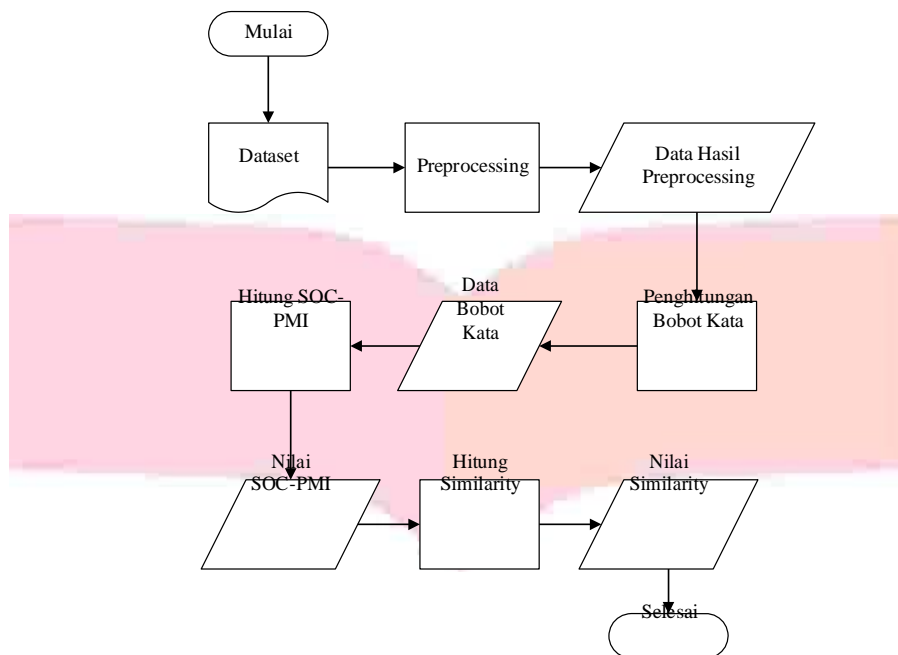 Mulai
Dataset
Preprocessing
Data Hasil
Preprocessing
Penghitungan
Bobot Kata
Data
Bobot
Kata
Hitung SOC-
PMI
Nilai
SOC-PMI
Hitung
Similarity
Nilai
Similarity
Selesai